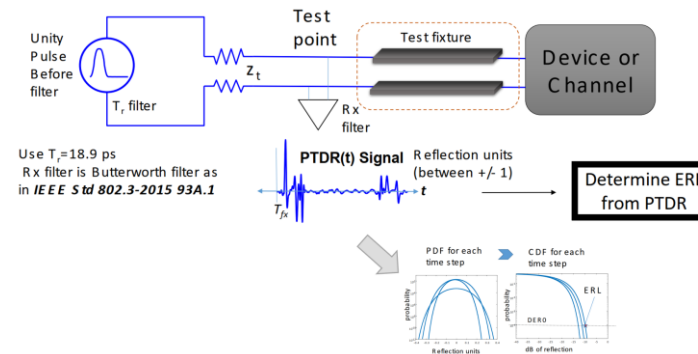 Unity
Pulse
Before
filter
Tr filter
Zt
Test
point
Rx
filter
Test fixture
Device or
Channel
Use Tr=18.9 ps
Rx filter is Butterworth filter as
in IEEE Std 802.3-2015 93A.1
PTDR(t) Signal
Reflection units
(between +/- 1)
t
Tfx
Determine ERL
from PTDR
PDF for each
time step
CDF for each
time step
probability
Reflection units
probability
ERL
DER0
dB of reflection